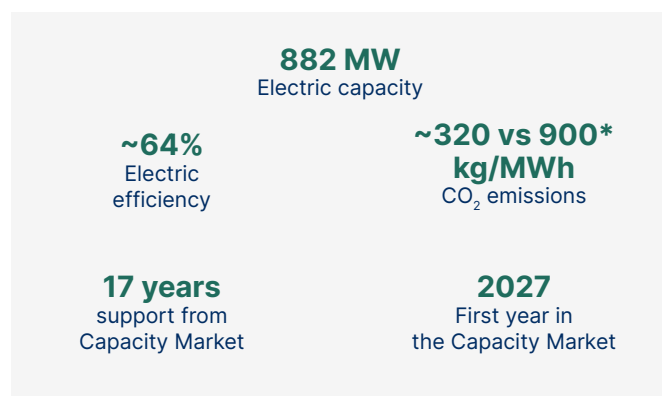 882 MW
Electric capacity
~64%
Electric
efficiency
~320 vs 900*
kg/MWh
CO₂ emissions
17 years
support from
Capacity Market
2027
First year in
the Capacity Market